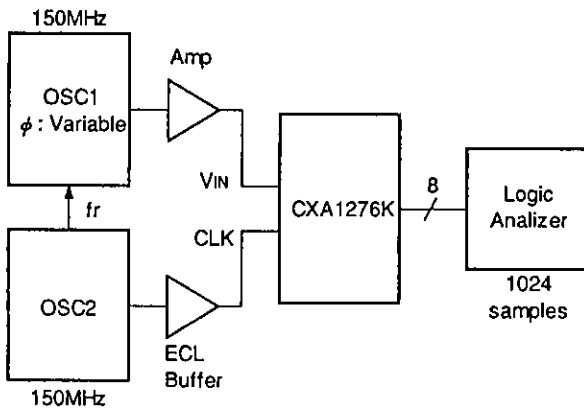 150MHz
OSC1
ϕ : Variable
Amp
fr
VIN
CLK
CXA1276K
8
Logic
Analizer
1024
samples
OSC2
ECL
Buffer
150MHz